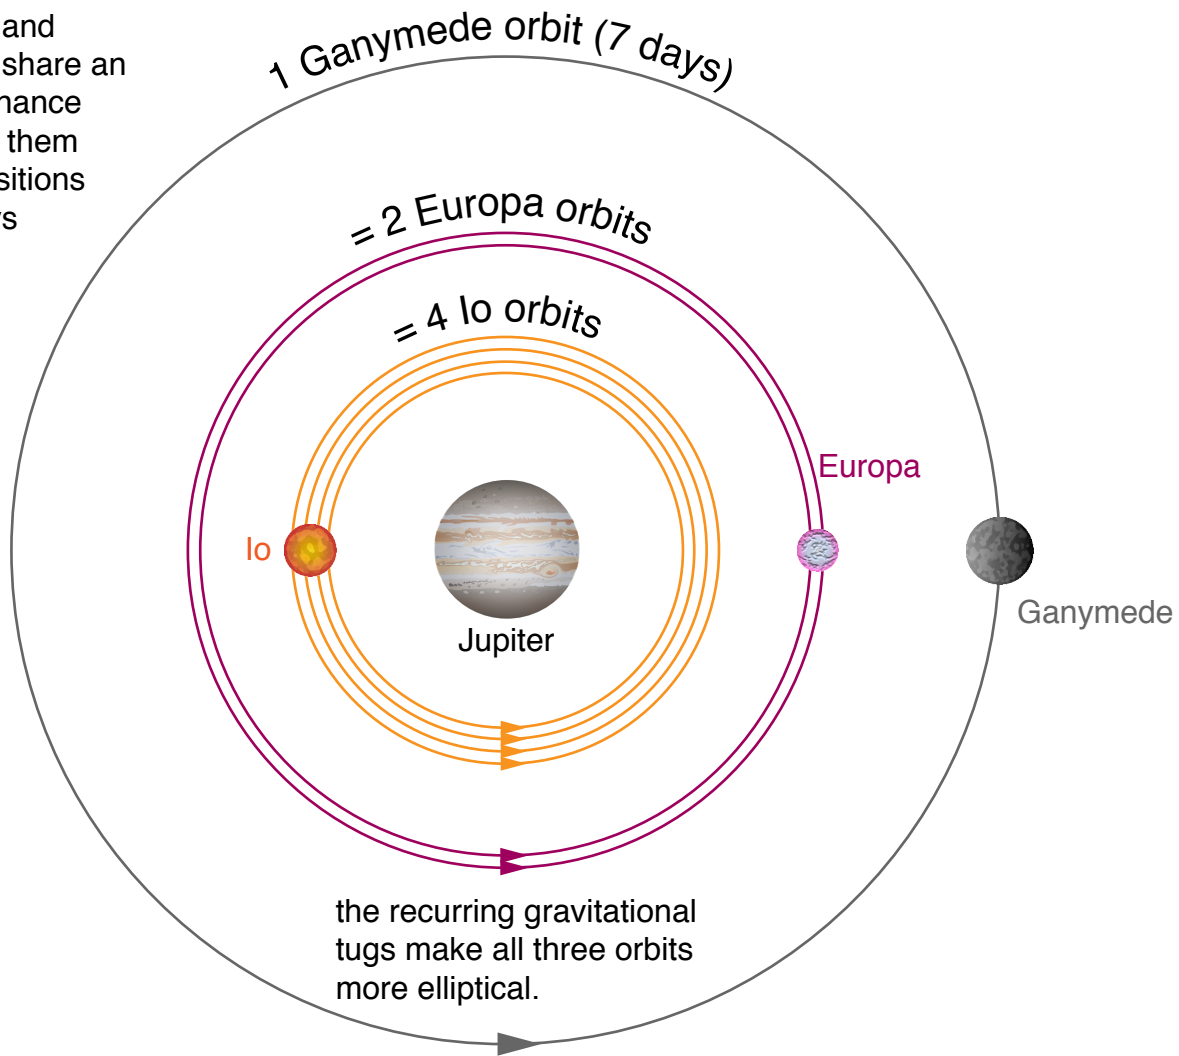 and
share an
nance
them
sitions
s
1 Ganymede orbit (7 days)
= 2 Europa orbits
= 4 Io orbits
Europa
Io
Ganymede
Jupiter
the recurring gravitational
tugs make all three orbits
more elliptical.